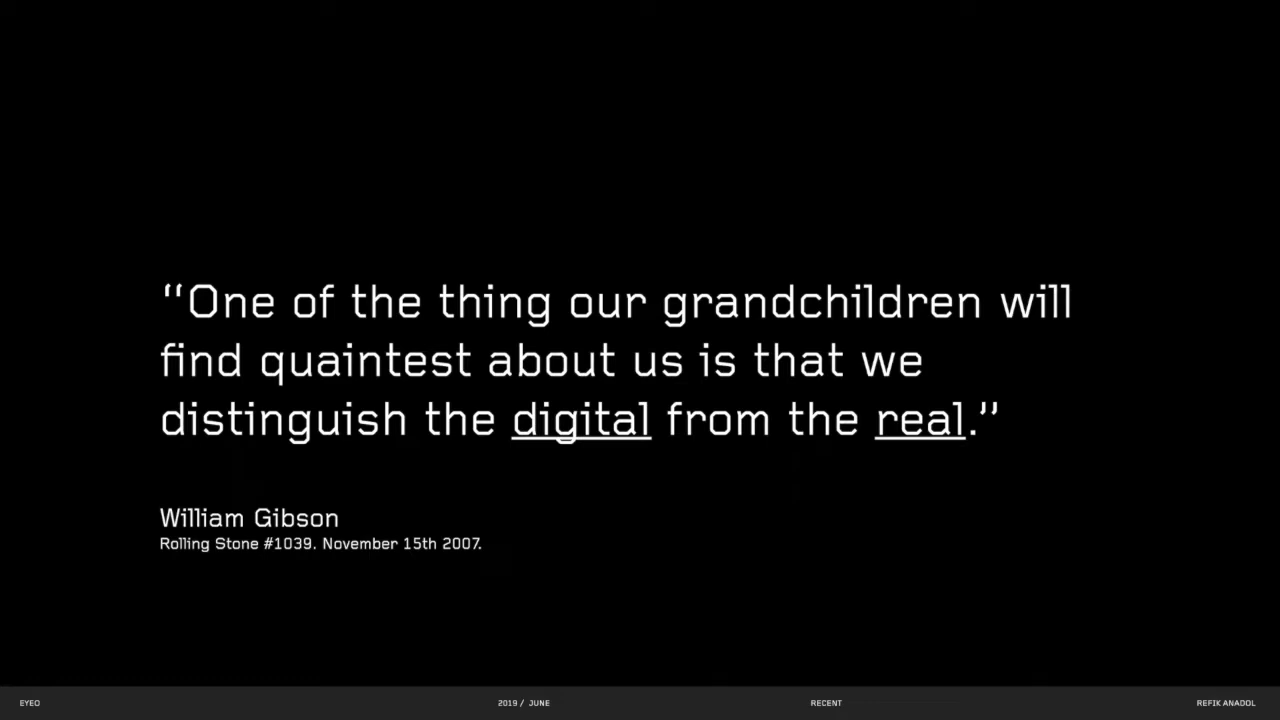 “One of the thing our grandchildren will
find quaintest about us is that we
distinguish the digital from the real.”
William Gibson
Rolling Stone #1039. November 15th 2007.
EYEO 2019 / JUNE RECENT REFIK ANADOL